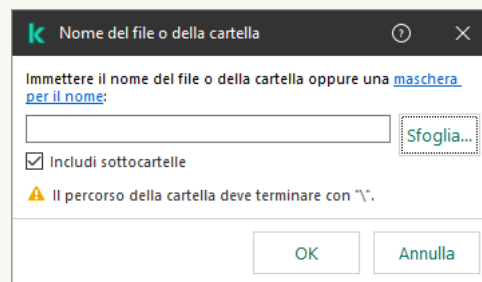 Nome del file o della cartella
Immettere il nome del file o della cartella oppure una maschera
per il nome:
Sfoglia...
Includi sottocartelle
Il percorso della cartella deve terminare con "\".
OK
Annulla